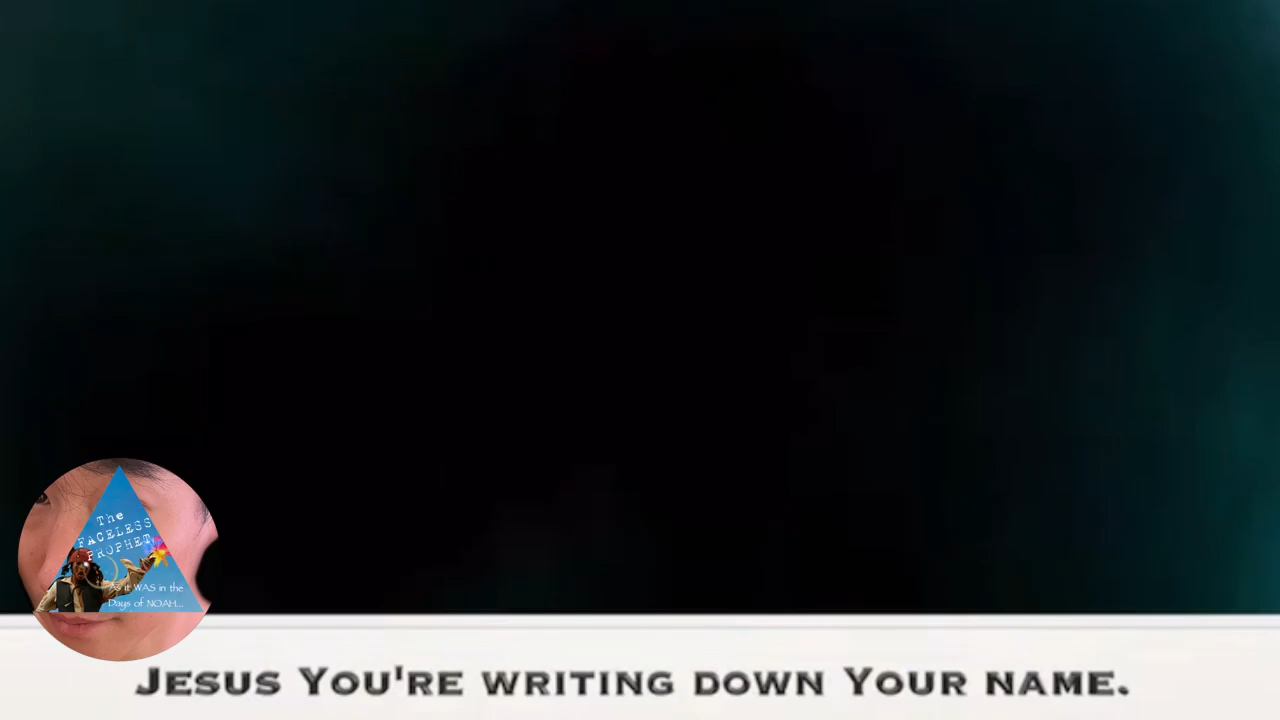 The
FACELESS
PROPHET
As it WAS in the
Days of NOAH...
JESUS YOU'RE WRITING DOWN YOUR NAME.